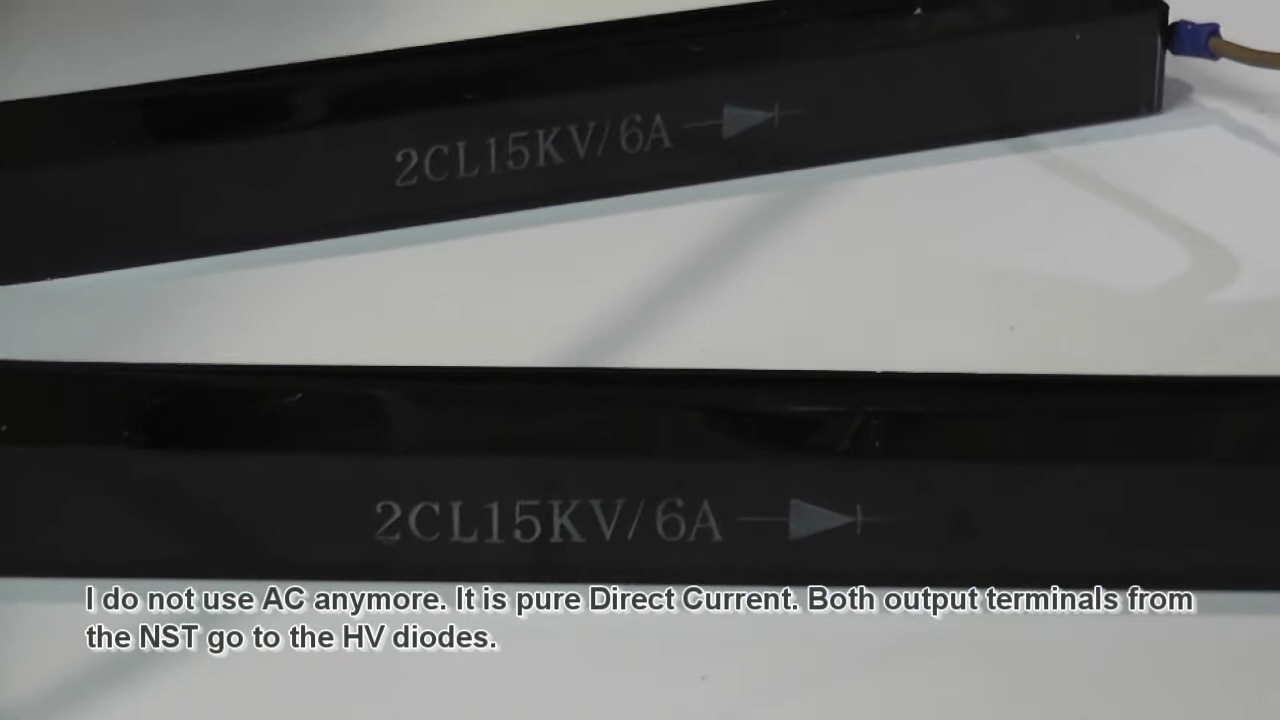 2CL15KV/6A
2CL15KV/6A
I do not use AC anymore. It is pure Direct Current. Both output terminals from
the NST go to the HV diodes.